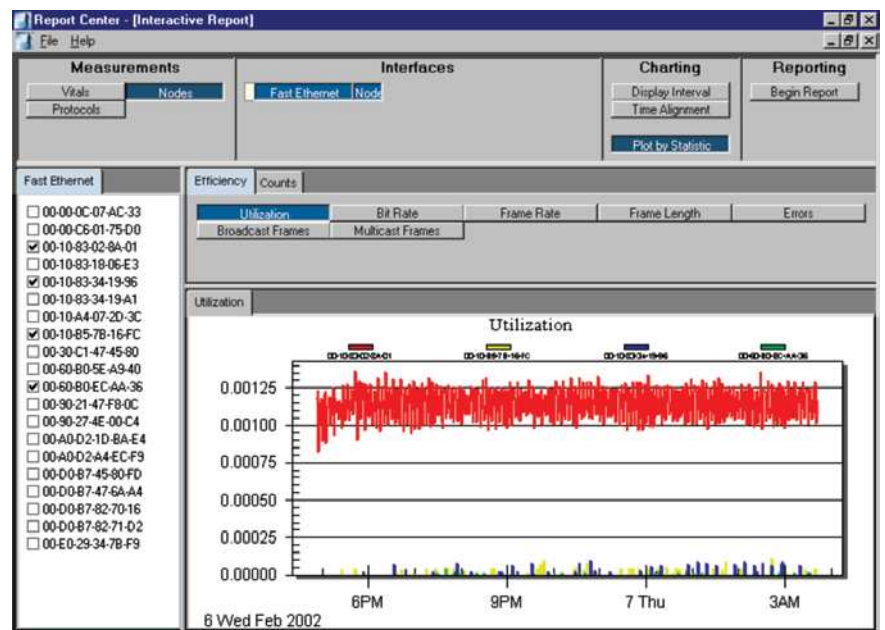 Report Center - [Interactive Report]
File Help
Measurements
Interfaces
Charting
Reporting
Vitals
Nodes
Protocols
Fast Ethernet
Node
Display Interval
Time Alignment
Plot by Statistic
Begin Report
Fast Ethernet
00-00-0C-07-AC-33
00-00-C6-01-75-D0
00-10-83-02-8A-01
00-10-83-18-06-E3
00-10-83-34-19-96
00-10-83-34-19-A1
00-10-A4-07-2D-3C
00-10-B5-7B-16-FC
00-30-C1-47-45-80
00-60-B0-5E-A9-40
00-60-B0-EC-AA-36
00-90-21-47-F8-0C
00-90-27-4E-00-C4
00-A0-D2-1D-BA-E4
00-A0-D2-A4-EC-F9
00-D0-B7-45-80-FD
00-D0-B7-47-6A-A4
00-D0-B7-82-70-16
00-D0-B7-82-71-D2
00-E0-29-34-7B-F9
Efficiency
Counts
Utilization
Bit Rate
Frame Rate
Frame Length
Errors
Broadcast Frames
Multicast Frames
Utilization
Utilization
0.00125
0.00100
0.00075
0.00050
0.00025
0.00000
6PM
9PM
7 Thu
3AM
6 Wed Feb 2002